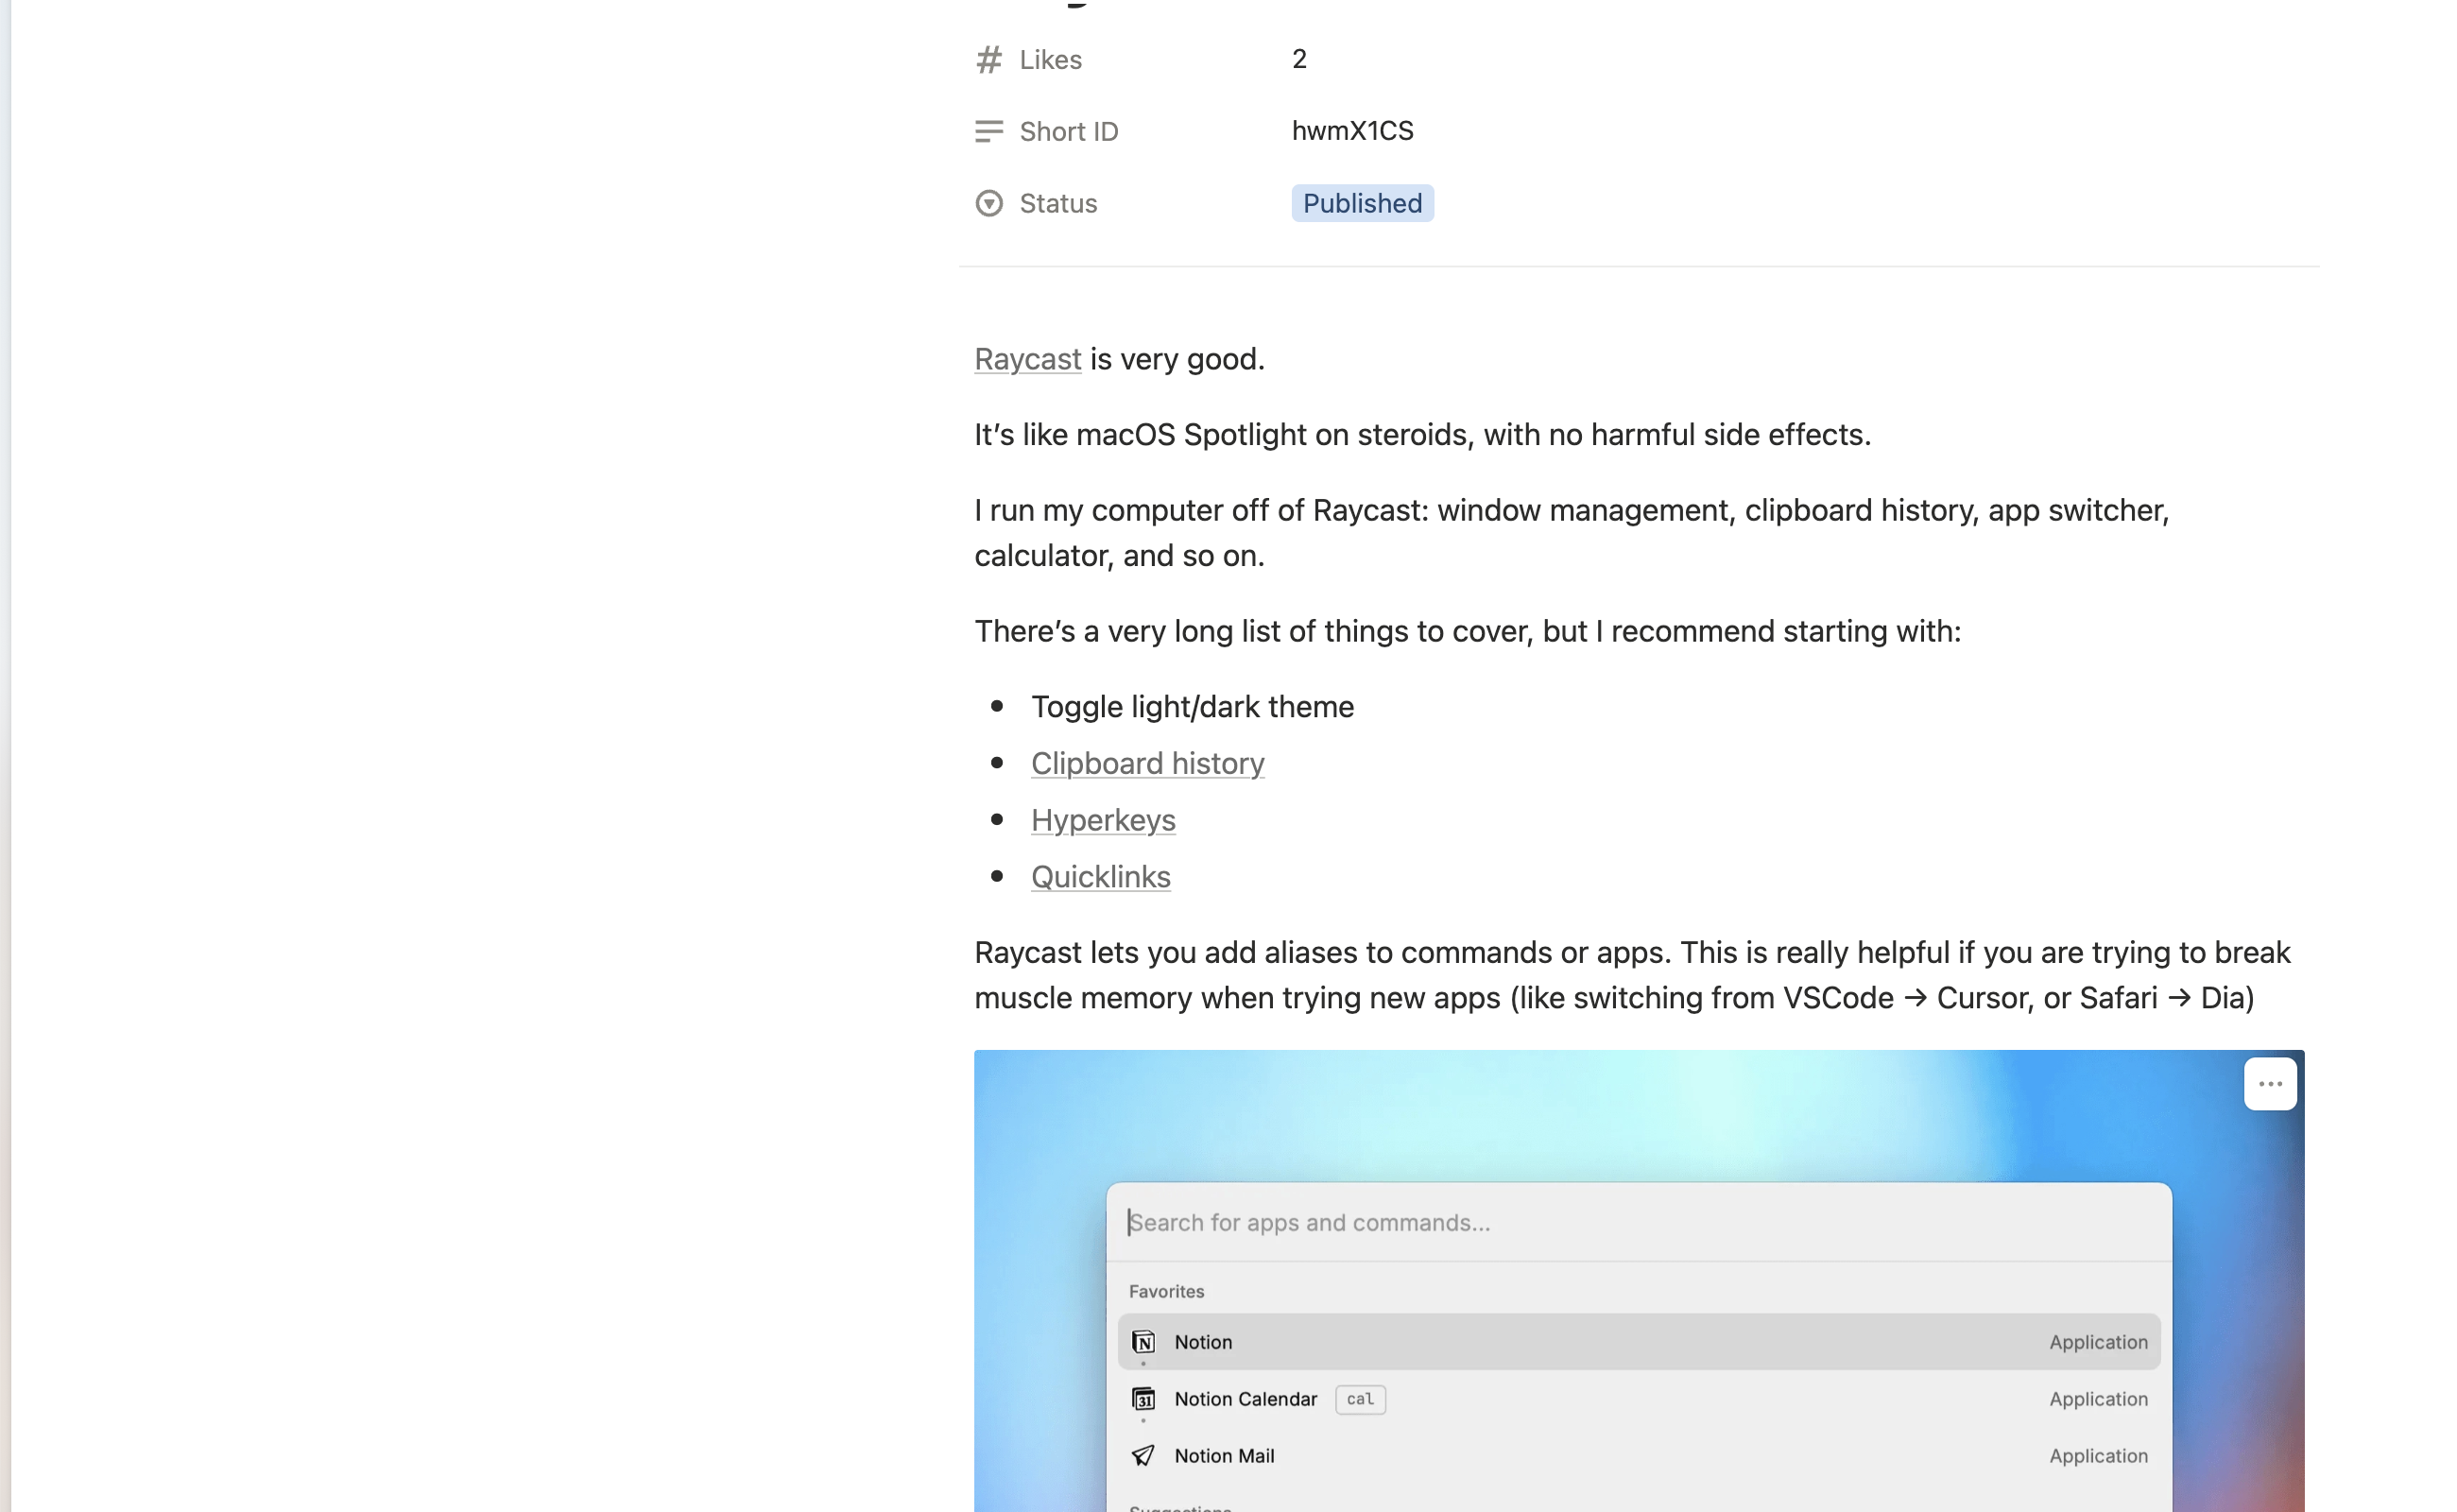 Likes 2
Short ID hwmX1CS
Status Published
Raycast is very good.
It’s like macOS Spotlight on steroids, with no harmful side effects.
I run my computer off of Raycast: window management, clipboard history, app switcher,
calculator, and so on.
There’s a very long list of things to cover, but I recommend starting with:
• Toggle light/dark theme
• Clipboard history
• Hyperkeys
• Quicklinks
Raycast lets you add aliases to commands or apps. This is really helpful if you are trying to break
muscle memory when trying new apps (like switching from VSCode → Cursor, or Safari → Dia)
Search for apps and commands...
Favorites
Notion Application
Notion Calendar cal Application
Notion Mail Application